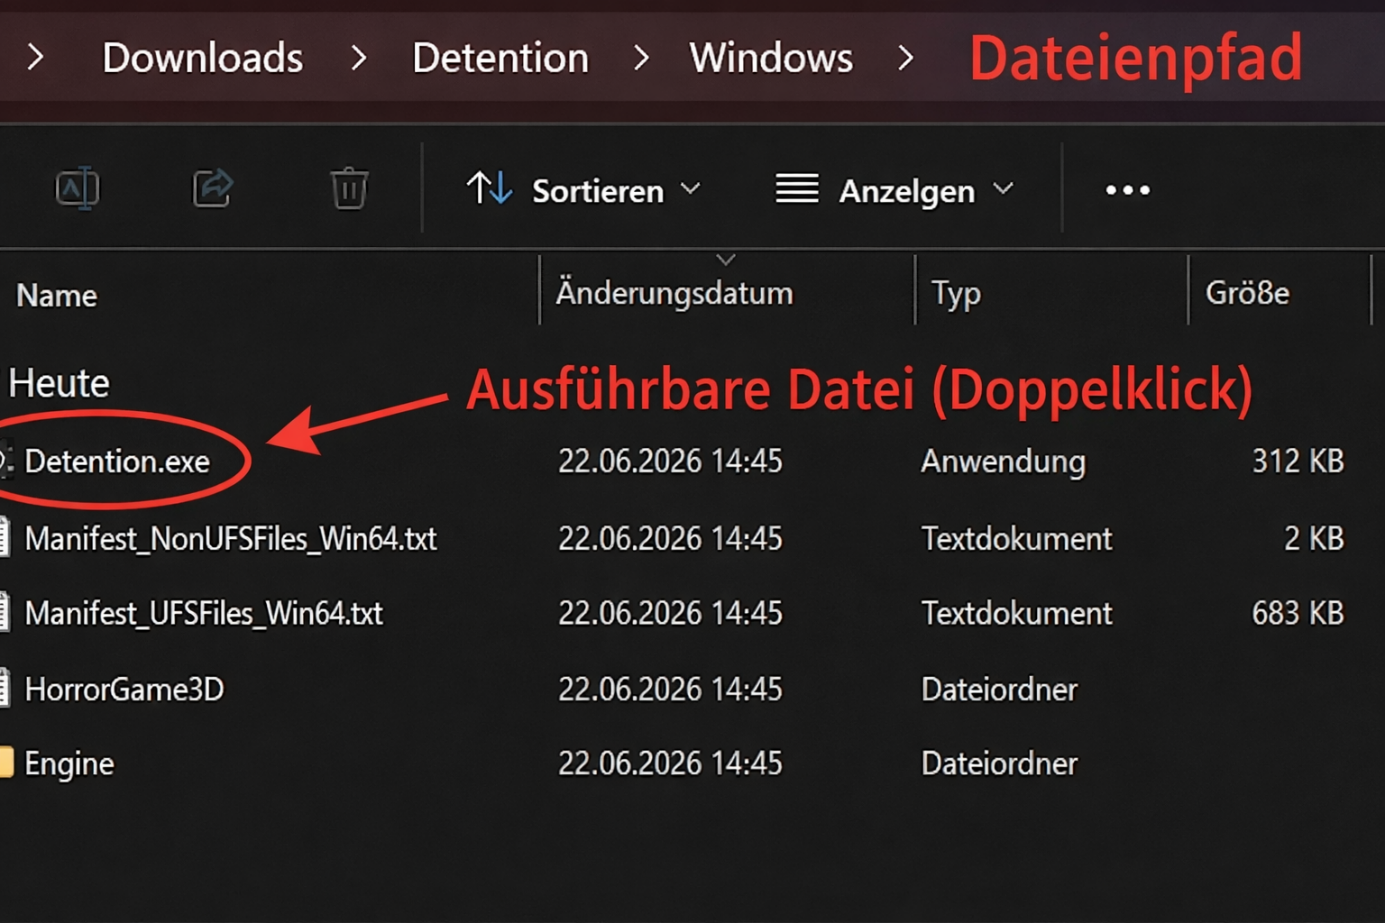 > Downloads > Detention > Windows > Dateienpfad
Sortieren Anzelgen •••
Name Änderungsdatum Typ Größe
Heute
Ausführbare Datei (Doppelklick)
Detention.exe 22.06.2026 14:45 Anwendung 312 KB
Manifest_NonUFSFiles_Win64.txt 22.06.2026 14:45 Textdokument 2 KB
Manifest_UFSFiles_Win64.txt 22.06.2026 14:45 Textdokument 683 KB
HorrorGame3D 22.06.2026 14:45 Dateiordner
Engine 22.06.2026 14:45 Dateiordner